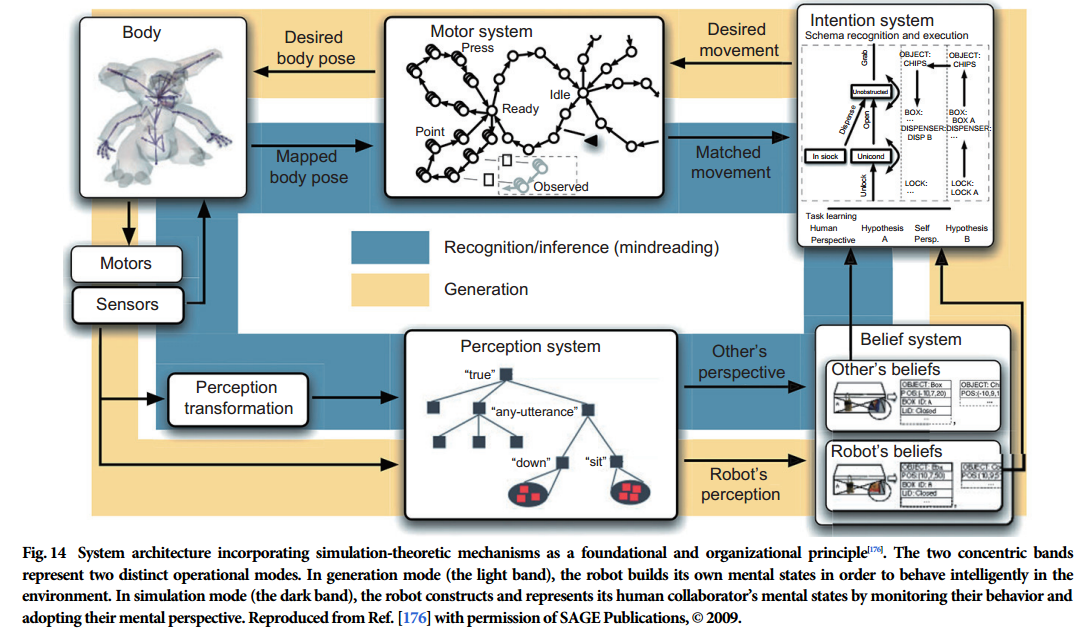 Body
Desired
body pose
Motor system
Press
Idle
Ready
Point
Observed
Desired
movement
Intention system
Schema recognition and execution
Grab
OBJECT:
CHIPS
OBJECT:
CHIPS
Unobstructed
Dispense
Open
BOX:
...
DISPENSER:
DISP B
BOX:
BOX A
DISPENSER:
...
In stock
Unicond
Unlock
LOCK:
...
LOCK:
LOCK A
Task learning
Human
Perspective
Hypothesis
A
Self
Persp.
Hypothesis
B
Mapped
body pose
Matched
movement
Motors
Sensors
Recognition/inference (mindreading)
Generation
Perception
transformation
Perception system
"true"
"any-utterance"
"down"
"sit"
Other's
perspective
Robot's
perception
Belief system
Other's beliefs
OBJECT: Box
POS(-10,7,20)
BOX ID: A
LID: Closed
...
OBJECT: Ch
POS:(-10,9,1
...
Robot's beliefs
OBJECT: Box
POS(10,7,50)
BOX ID: A
LID: Closed
...
Fig. 14 System architecture incorporating simulation-theoretic mechanisms as a foundational and organizational principle[176]. The two concentric bands
represent two distinct operational modes. In generation mode (the light band), the robot builds its own mental states in order to behave intelligently in the
environment. In simulation mode (the dark band), the robot constructs and represents its human collaborator's mental states by monitoring their behavior and
adopting their mental perspective. Reproduced from Ref. [176] with permission of SAGE Publications, © 2009.